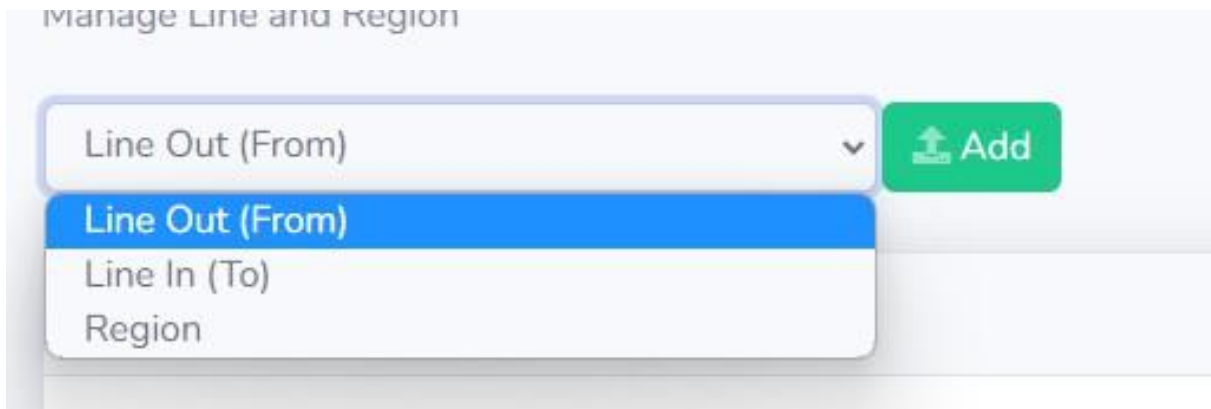 Manage Line and Region
Line Out (From)
Add
Line Out (From)
Line In (To)
Region